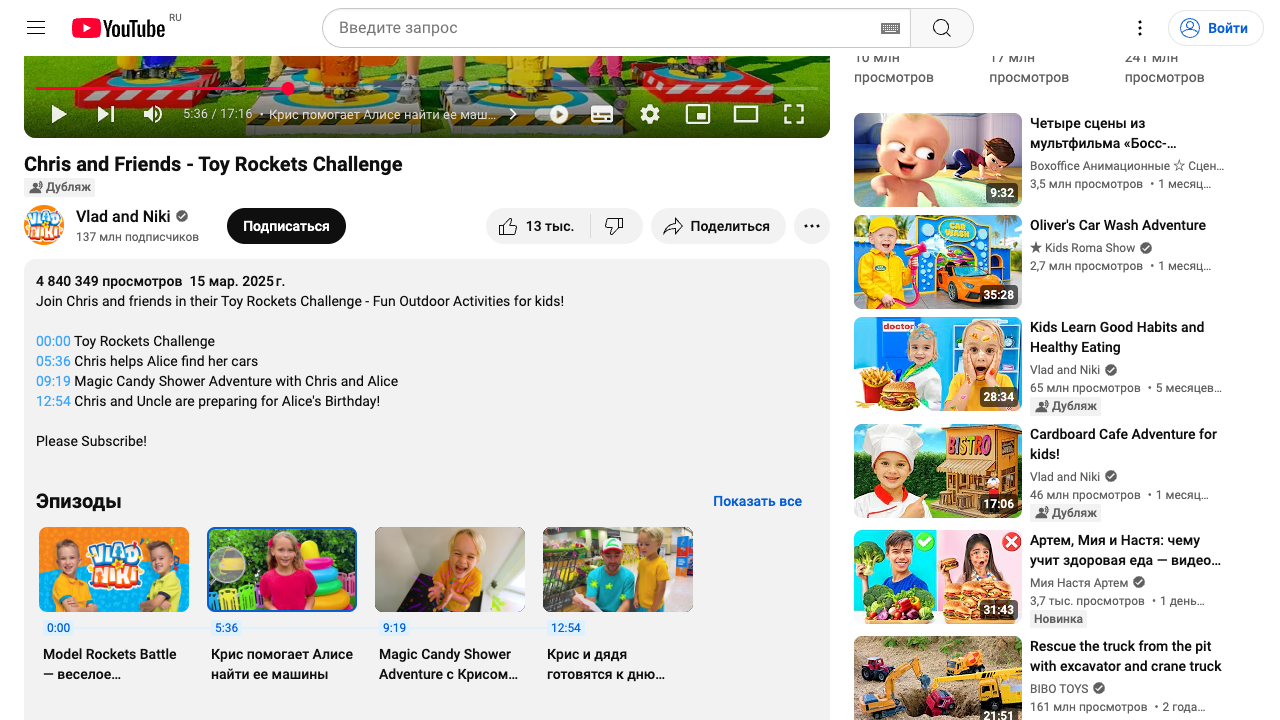 YouTube RU
Введите запрос
Войти
10 млн
просмотров
17 млн
просмотров
241 млн
просмотров
5:36 / 17:16 • Крис помогает Алисе найти ее маш…
Chris and Friends - Toy Rockets Challenge
Дубляж
VLAD NIKI
Vlad and Niki
137 млн подписчиков
Подписаться
13 тыс.
Поделиться
4 840 349 просмотров 15 мар. 2025 г.
Join Chris and friends in their Toy Rockets Challenge - Fun Outdoor Activities for kids!
00:00 Toy Rockets Challenge
05:36 Chris helps Alice find her cars
09:19 Magic Candy Shower Adventure with Chris and Alice
12:54 Chris and Uncle are preparing for Alice's Birthday!
Please Subscribe!
Эпизоды
Показать все
VLAD NIKI
0:00
Model Rockets Battle
— веселое…
5:36
Крис помогает Алисе
найти ее машины
9:19
Magic Candy Shower
Adventure с Крисом…
12:54
Крис и дядя
готовятся к дню…
9:32
Четыре сцены из
мультфильма «Босс-…
Boxoffice Анимационные ☆ Сцен…
3,5 млн просмотров • 1 месяц…
CAR WASH
35:28
Oliver's Car Wash Adventure
★ Kids Roma Show
2,7 млн просмотров • 1 месяц…
doctor
28:34
Kids Learn Good Habits and
Healthy Eating
Vlad and Niki
65 млн просмотров • 5 месяцев…
Дубляж
BISTRO
17:06
Cardboard Cafe Adventure for
kids!
Vlad and Niki
46 млн просмотров • 1 месяц…
Дубляж
31:43
Артем, Мия и Настя: чему
учит здоровая еда — видео…
Мия Настя Артем
3,7 тыс. просмотров • 1 день…
Новинка
21:51
Rescue the truck from the pit
with excavator and crane truck
BIBO TOYS
161 млн просмотров • 2 года…